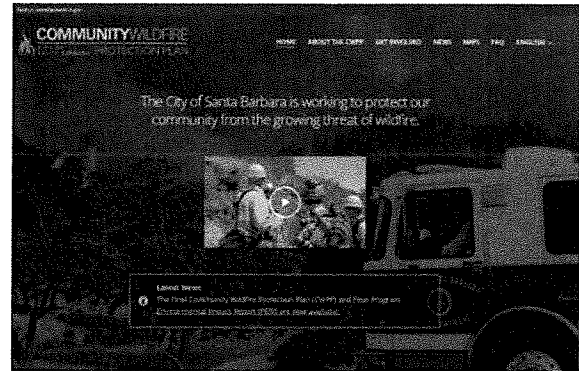 COMMUNITYWILDFIRE
PROTECTION PLAN
HOME ABOUT THE CWPP GET INVOLVED NEWS MAPS FAQ ENGLISH
The City of Santa Barbara is working to protect our
community from the growing threat of wildfire.
Latest News
The Final Community Wildfire Protection Plan (CWPP) and Final Program
Environmental Impact Report (PEIR) are now available.